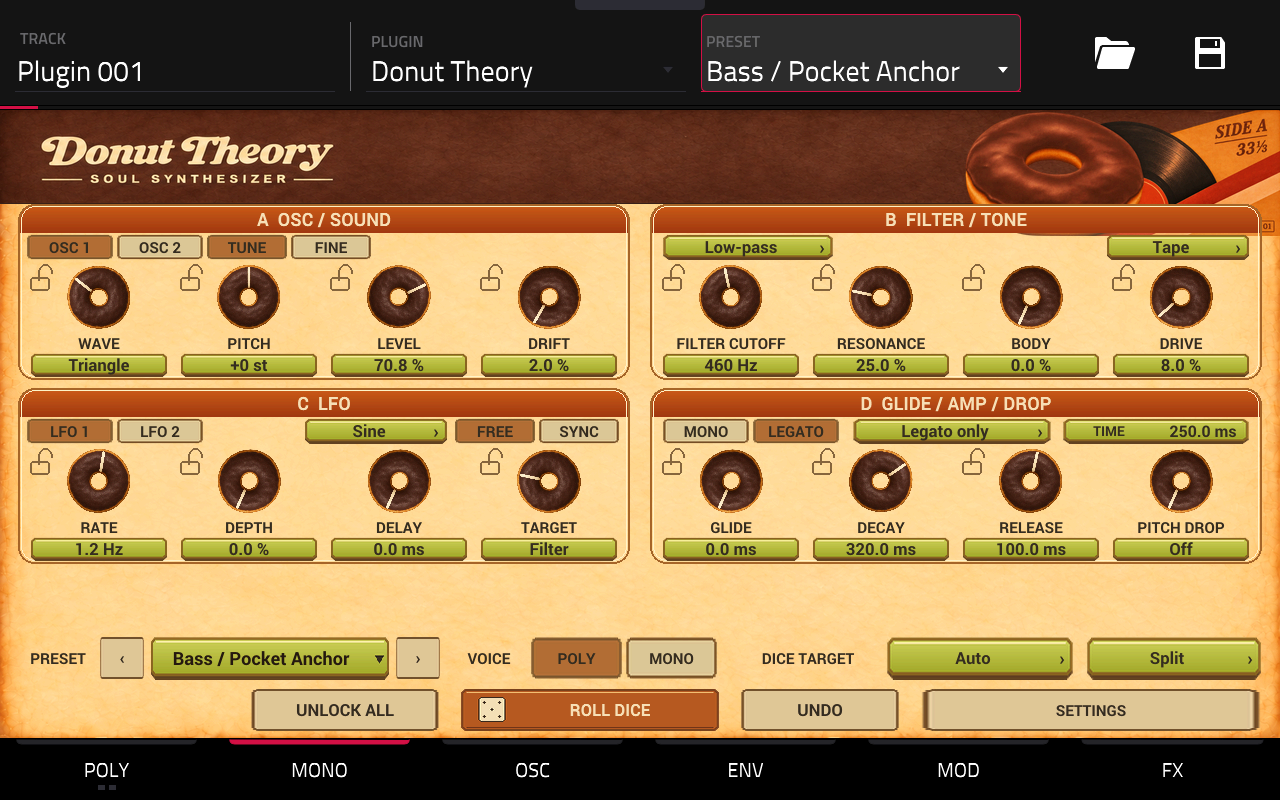 TRACK
Plugin 001
PLUGIN
Donut Theory
PRESET
Bass / Pocket Anchor
Donut Theory
SOUL SYNTHESIZER
SIDE A
33⅓
01
A OSC / SOUND
OSC 1 OSC 2 TUNE FINE
WAVE PITCH LEVEL DRIFT
Triangle +0 st 70.8 % 2.0 %
B FILTER / TONE
Low-pass › Tape ›
FILTER CUTOFF RESONANCE BODY DRIVE
460 Hz 25.0 % 0.0 % 8.0 %
C LFO
LFO 1 LFO 2 Sine › FREE SYNC
RATE DEPTH DELAY TARGET
1.2 Hz 0.0 % 0.0 ms Filter
D GLIDE / AMP / DROP
MONO LEGATO Legato only › TIME 250.0 ms
GLIDE DECAY RELEASE PITCH DROP
0.0 ms 320.0 ms 100.0 ms Off
PRESET ‹ Bass / Pocket Anchor ▾ › VOICE POLY MONO DICE TARGET Auto › Split ›
UNLOCK ALL ROLL DICE UNDO SETTINGS
POLY MONO OSC ENV MOD FX